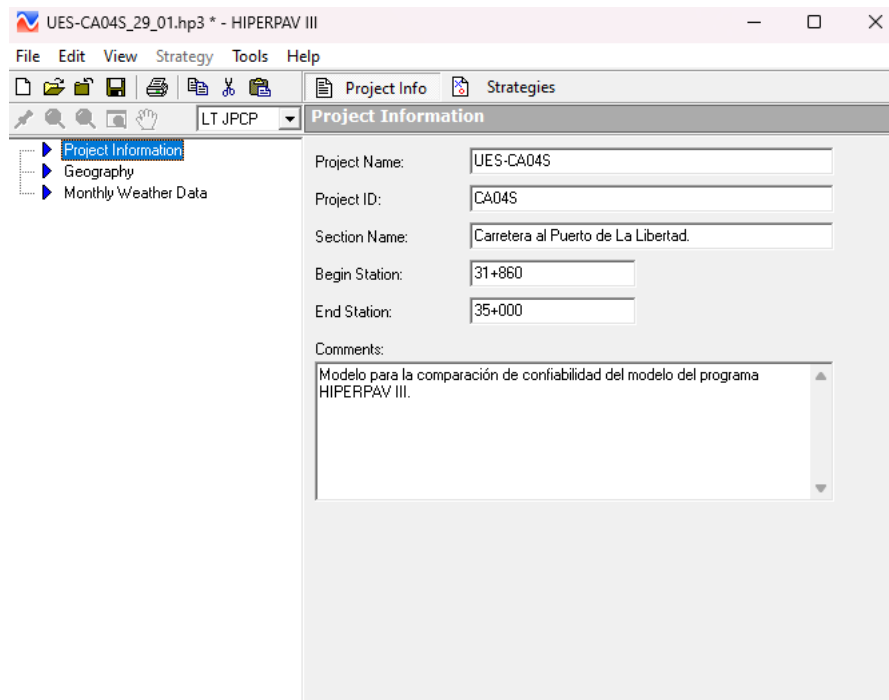 UES-CA04S_29_01.hp3 * - HIPERPAV III
File Edit View Strategy Tools Help
Project Info Strategies
LT JPCP Project Information
Project Information
Geography
Monthly Weather Data
Project Name: UES-CA04S
Project ID: CA04S
Section Name: Carretera al Puerto de La Libertad.
Begin Station: 31+860
End Station: 35+000
Comments:
Modelo para la comparación de confiabilidad del modelo del programa
HIPERPAV III.